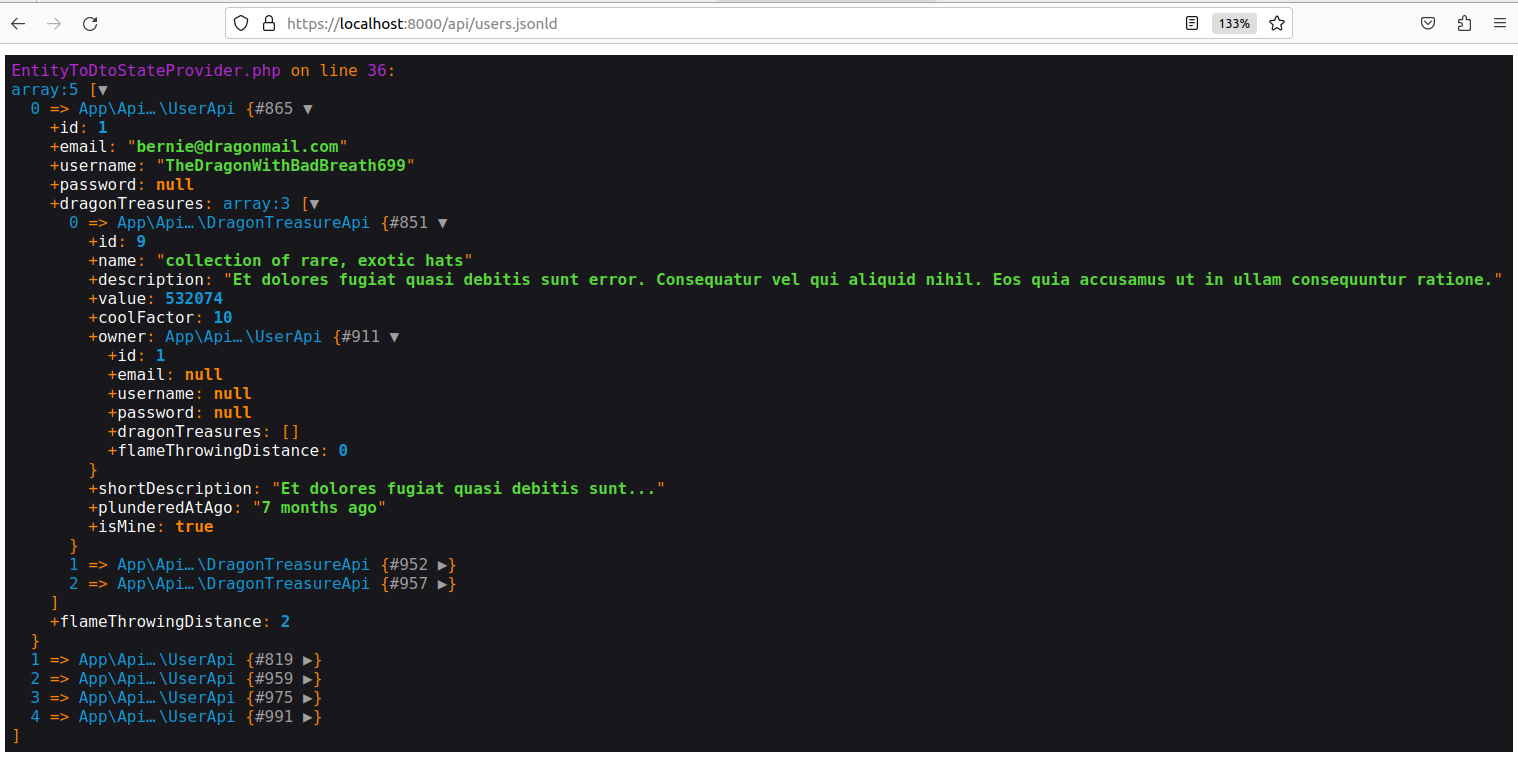 https://localhost:8000/api/users.jsonld 133%
EntityToDtoStateProvider.php on line 36:
array:5 [▼
  0 => App\Api…\UserApi {#865 ▼
    +id: 1
    +email: "bernie@dragonmail.com"
    +username: "TheDragonWithBadBreath699"
    +password: null
    +dragonTreasures: array:3 [▼
      0 => App\Api…\DragonTreasureApi {#851 ▼
        +id: 9
        +name: "collection of rare, exotic hats"
        +description: "Et dolores fugiat quasi debitis sunt error. Consequatur vel qui aliquid nihil. Eos quia accusamus ut in ullam consequuntur ratione."
        +value: 532074
        +coolFactor: 10
        +owner: App\Api…\UserApi {#911 ▼
          +id: 1
          +email: null
          +username: null
          +password: null
          +dragonTreasures: []
          +flameThrowingDistance: 0
        }
        +shortDescription: "Et dolores fugiat quasi debitis sunt..."
        +plunderedAtAgo: "7 months ago"
        +isMine: true
      }
      1 => App\Api…\DragonTreasureApi {#952 ▶}
      2 => App\Api…\DragonTreasureApi {#957 ▶}
    ]
    +flameThrowingDistance: 2
  }
  1 => App\Api…\UserApi {#819 ▶}
  2 => App\Api…\UserApi {#959 ▶}
  3 => App\Api…\UserApi {#975 ▶}
  4 => App\Api…\UserApi {#991 ▶}
]